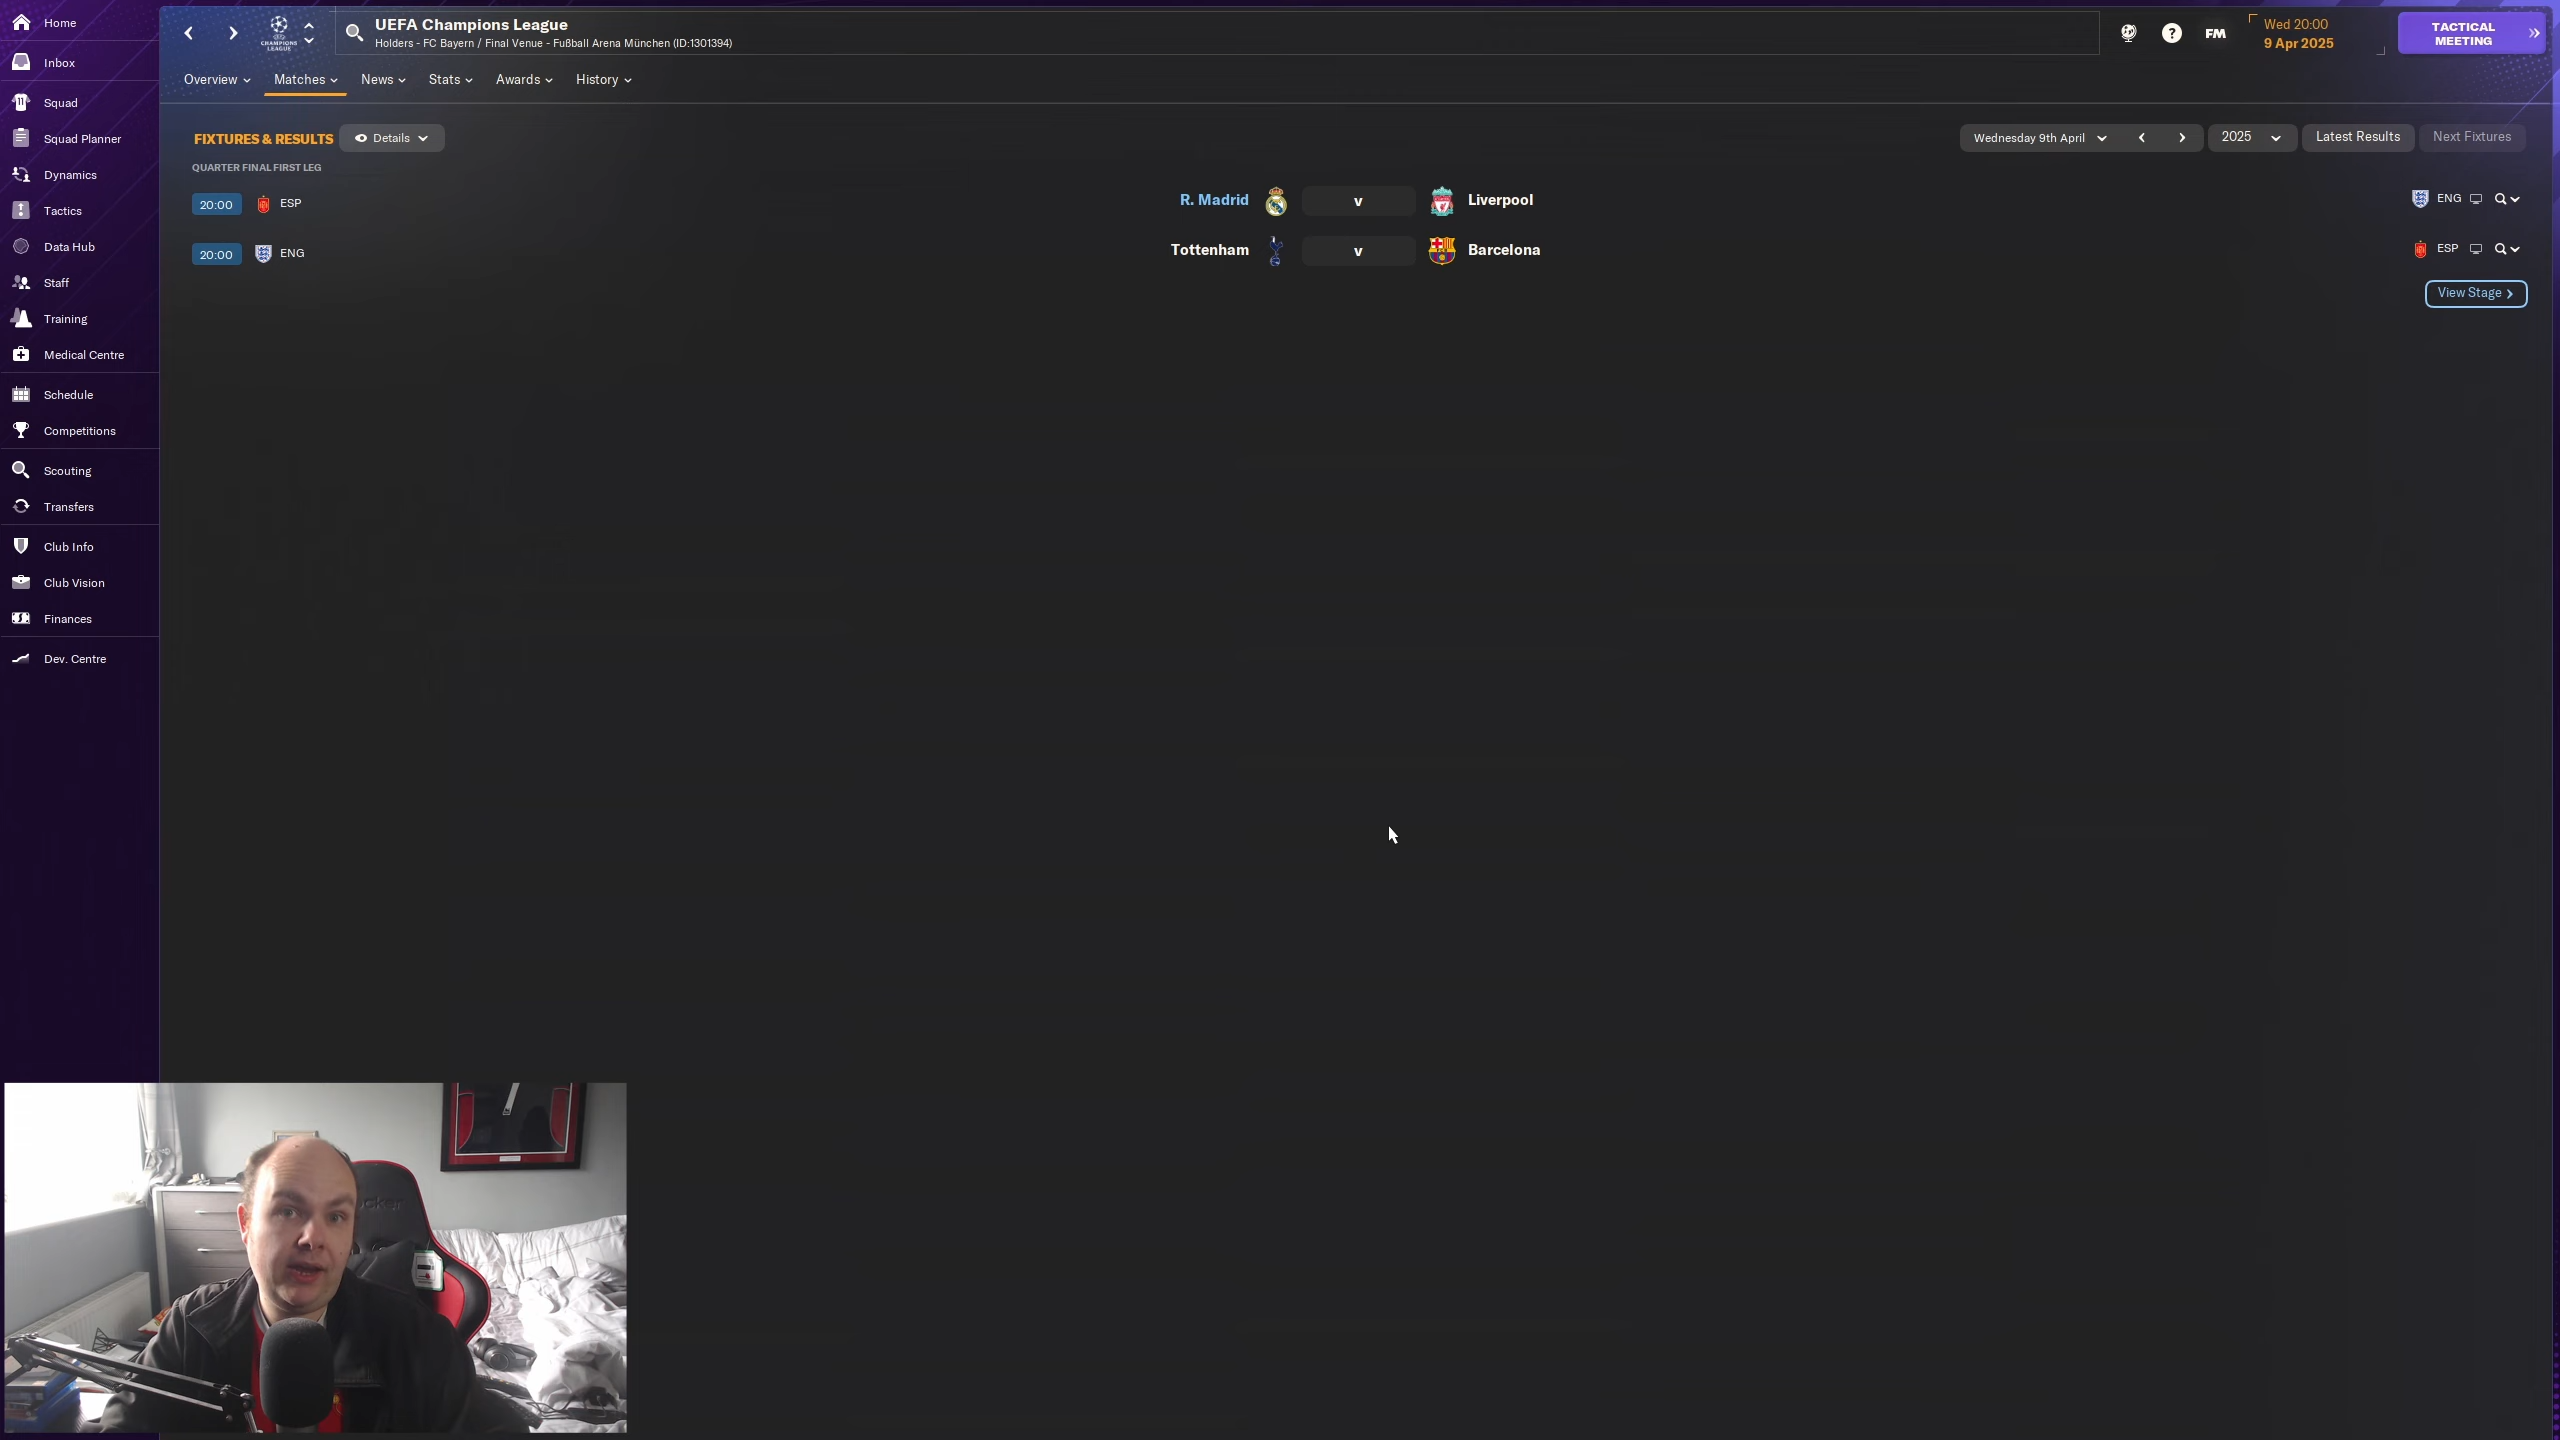 Home
Inbox
Squad
Squad Planner
Dynamics
Tactics
Data Hub
Staff
Training
Medical Centre
Schedule
Competitions
Scouting
Transfers
Club Info
Club Vision
Finances
Dev. Centre
CHAMPIONS LEAGUE
UEFA Champions League
Holders - FC Bayern / Final Venue - Fußball Arena München (ID:1301394)
?
FM
Wed 20:00
9 Apr 2025
TACTICAL
MEETING
Overview Matches News Stats Awards History
FIXTURES & RESULTS Details
Wednesday 9th April 2025 Latest Results Next Fixtures
QUARTER FINAL FIRST LEG
20:00 ESP R. Madrid v Liverpool ENG
20:00 ENG Tottenham v Barcelona ESP
View Stage